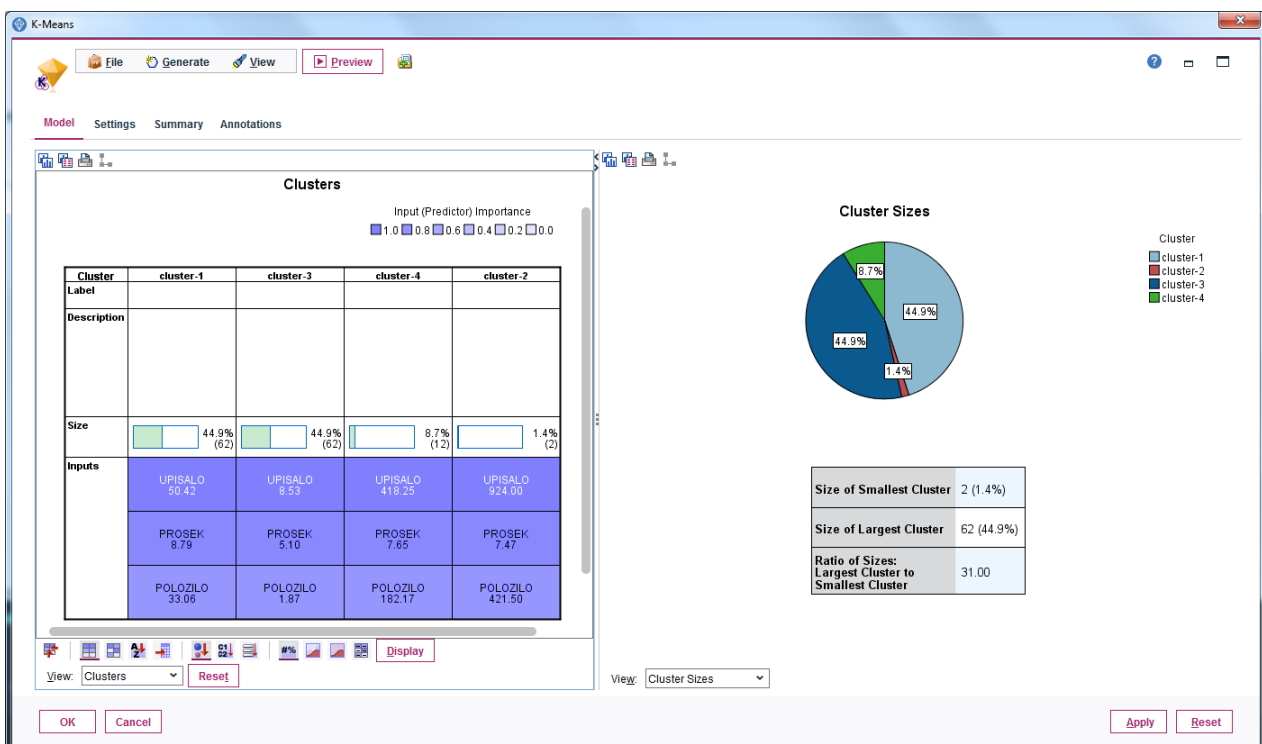 K-Means
File Generate View Preview
Model Settings Summary Annotations
Clusters
Input (Predictor) Importance
1.0 0.8 0.6 0.4 0.2 0.0
Cluster cluster-1 cluster-3 cluster-4 cluster-2
Label
Description
Size 44.9% 44.9% 8.7% 1.4%
(62) (62) (12) (2)
Inputs
UPISALO UPISALO UPISALO UPISALO
50.42 8.53 418.25 924.00
PROSEK PROSEK PROSEK PROSEK
8.79 5.10 7.65 7.47
POLOZILO POLOZILO POLOZILO POLOZILO
33.06 1.87 182.17 421.50
#% Display
View: Clusters Reset
Cluster Sizes
8.7%
44.9%
44.9%
1.4%
Cluster
cluster-1
cluster-2
cluster-3
cluster-4
Size of Smallest Cluster 2 (1.4%)
Size of Largest Cluster 62 (44.9%)
Ratio of Sizes:
Largest Cluster to 31.00
Smallest Cluster
View: Cluster Sizes
OK Cancel Apply Reset